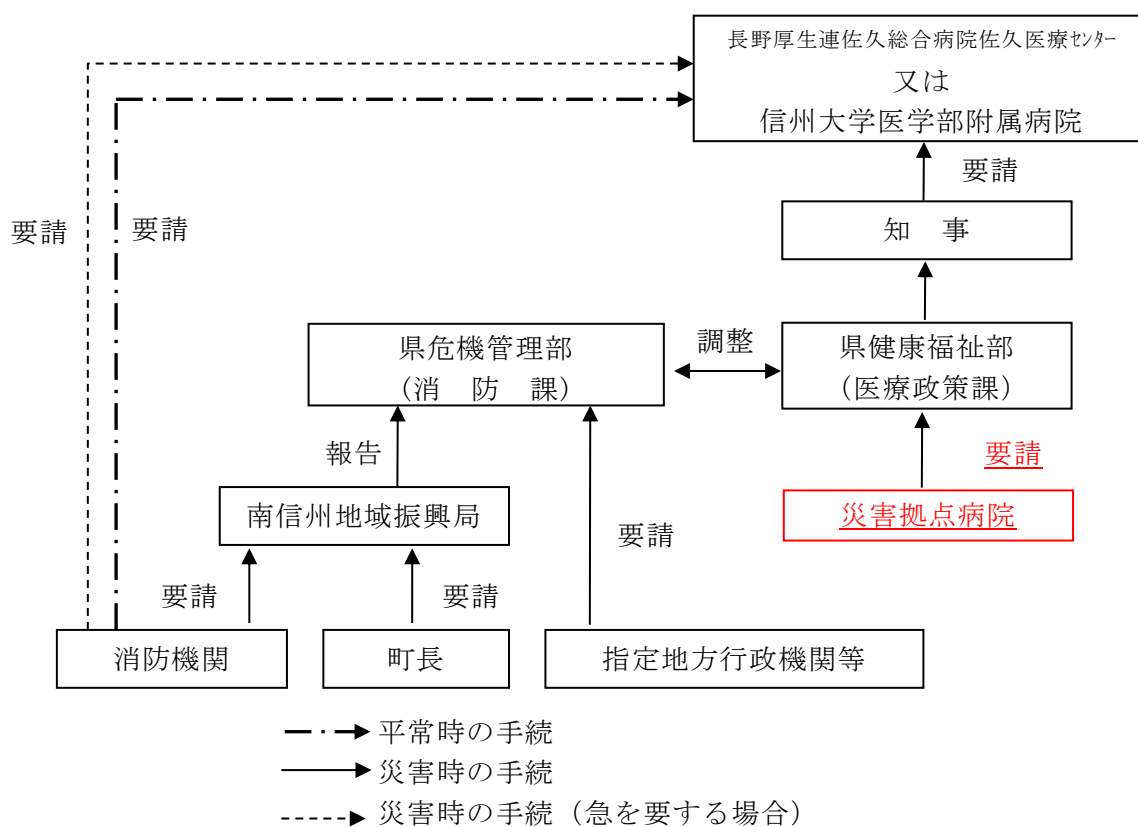 長野厚生連佐久総合病院佐久医療ｾﾝﾀｰ
又は
信州大学医学部附属病院
要請
知　事
要請
要請
県危機管理部
（消　防　課）
調整
県健康福祉部
（医療政策課）
報告
要請
南信州地域振興局
災害拠点病院
要請
要請
要請
消防機関
町長
指定地方行政機関等
平常時の手続
災害時の手続
災害時の手続（急を要する場合）